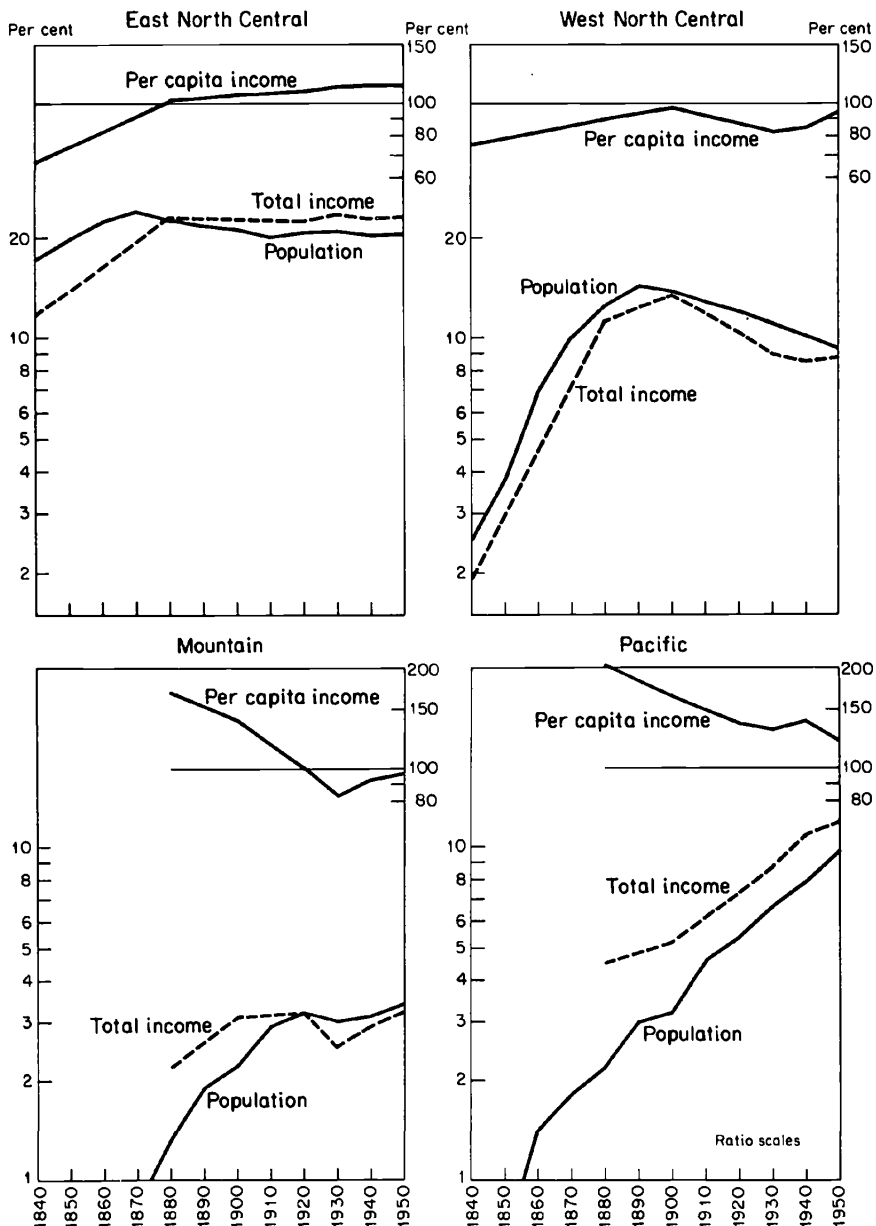 East North Central
Per cent
Per cent
150
100
80
60
20
10
8
6
5
4
3
2
Per capita income
Total income
Population
West North Central
Per cent
Per cent
150
100
80
60
20
10
8
6
5
4
3
2
Per capita income
Population
Total income
Mountain
200
150
100
80
10
8
6
5
4
3
2
1
Per capita income
Total income
Population
1840 1850 1860 1870 1880 1890 1900 1910 1920 1930 1940 1950
Pacific
200
150
100
80
10
8
6
5
4
3
2
1
Per capita income
Total income
Population
Ratio scales
1840 1850 1860 1870 1880 1890 1900 1910 1920 1930 1940 1950